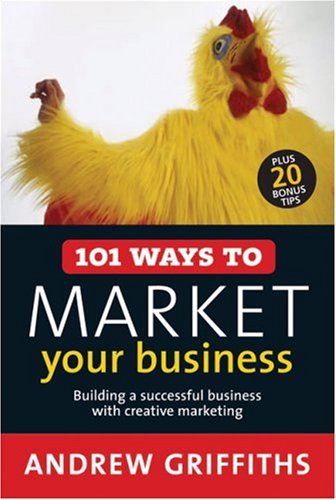 PLUS
20
BONUS
TIPS
101 WAYS TO
MARKET
your business
Building a successful business
with creative marketing
ANDREW GRIFFITHS